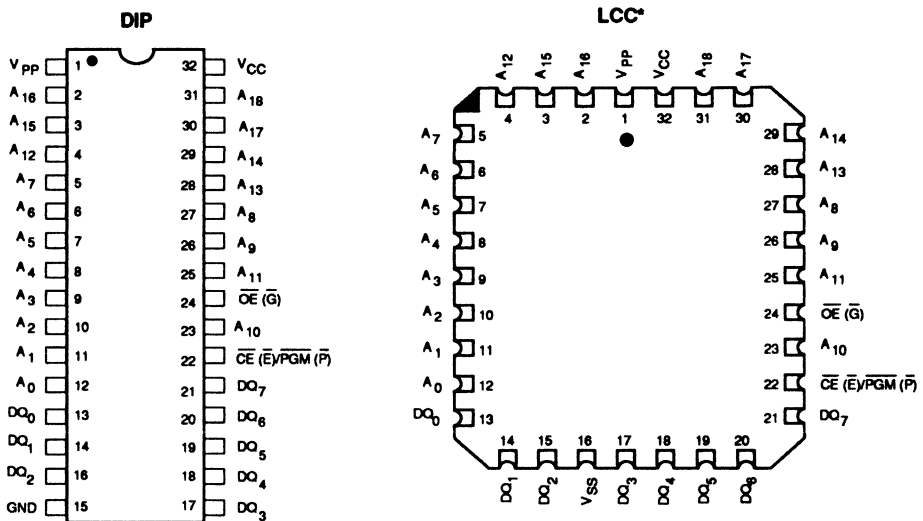 DIP
VPP 1 32 VCC
A16 2 31 A18
A15 3 30 A17
A12 4 29 A14
A7 5 28 A13
A6 6 27 A8
A5 7 26 A9
A4 8 25 A11
A3 9 24 OE (G)
A2 10 23 A10
A1 11 22 CE (E)/PGM (P)
A0 12 21 DQ7
DQ0 13 20 DQ6
DQ1 14 19 DQ5
DQ2 16 18 DQ4
GND 15 17 DQ3
LCC*
A12 A15 A16 VPP VCC A18 A17
4 3 2 1 32 31 30
A7 5 29 A14
A6 6 28 A13
A5 7 27 A8
A4 8 26 A9
A3 9 25 A11
A2 10 24 OE (G)
A1 11 23 A10
A0 12 22 CE (E)/PGM (P)
DQ0 13 21 DQ7
14 15 16 17 18 19 20
DQ1 DQ2 VSS DQ3 DQ4 DQ5 DQ6